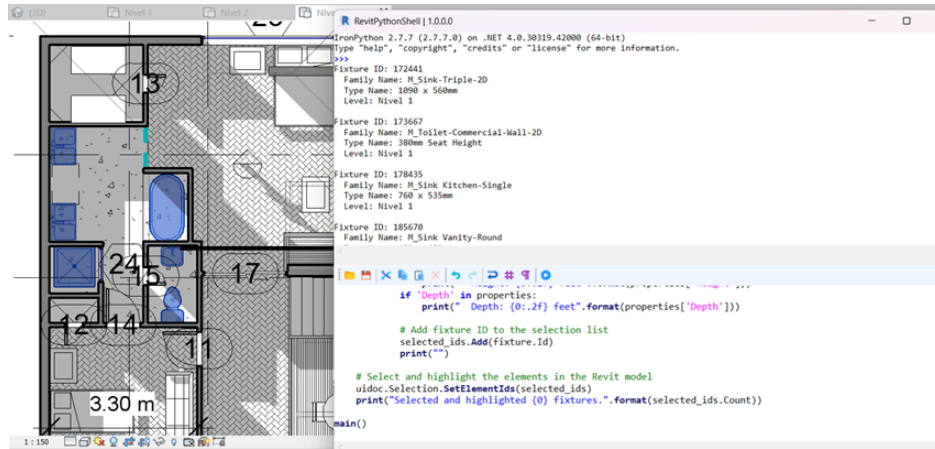 (3D)
Nivel 1
Nivel 2
RevitPythonShell | 1.0.0.0
IronPython 2.7.7 (2.7.7.0) on .NET 4.0.30319.42000 (64-bit)
Type "help", "copyright", "credits" or "license" for more information.
>>>
Fixture ID: 172441
Family Name: M_Sink-Triple-2D
Type Name: 1090 x 560mm
Level: Nivel 1
Fixture ID: 173667
Family Name: M_Toilet-Commercial-Wall-2D
Type Name: 380mm Seat Height
Level: Nivel 1
Fixture ID: 178435
Family Name: M_Sink Kitchen-Single
Type Name: 760 x 535mm
Level: Nivel 1
Fixture ID: 185670
Family Name: M_Sink Vanity-Round
if 'Depth' in properties:
print("  Depth: {0:.2f} feet".format(properties['Depth']))
# Add fixture ID to the selection list
selected_ids.Add(fixture.Id)
print("")
# Select and highlight the elements in the Revit model
uidoc.Selection.SetElementIds(selected_ids)
print("Selected and highlighted {0} fixtures.".format(selected_ids.Count))
main()
13
24
15
17
12
14
11
3.30 m
1 : 150